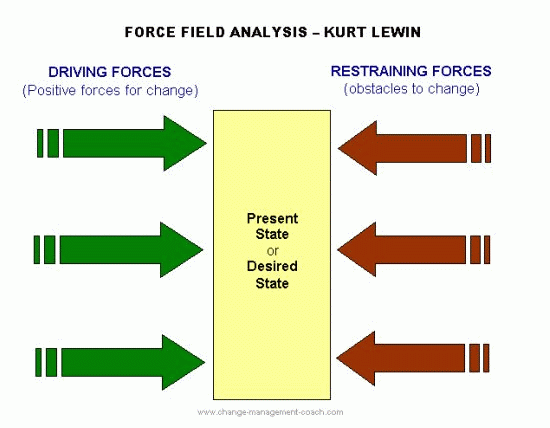 FORCE FIELD ANALYSIS – KURT LEWIN
DRIVING FORCES
(Positive forces for change)
RESTRAINING FORCES
(obstacles to change)
Present
State
or
Desired
State
www.change-management-coach.com